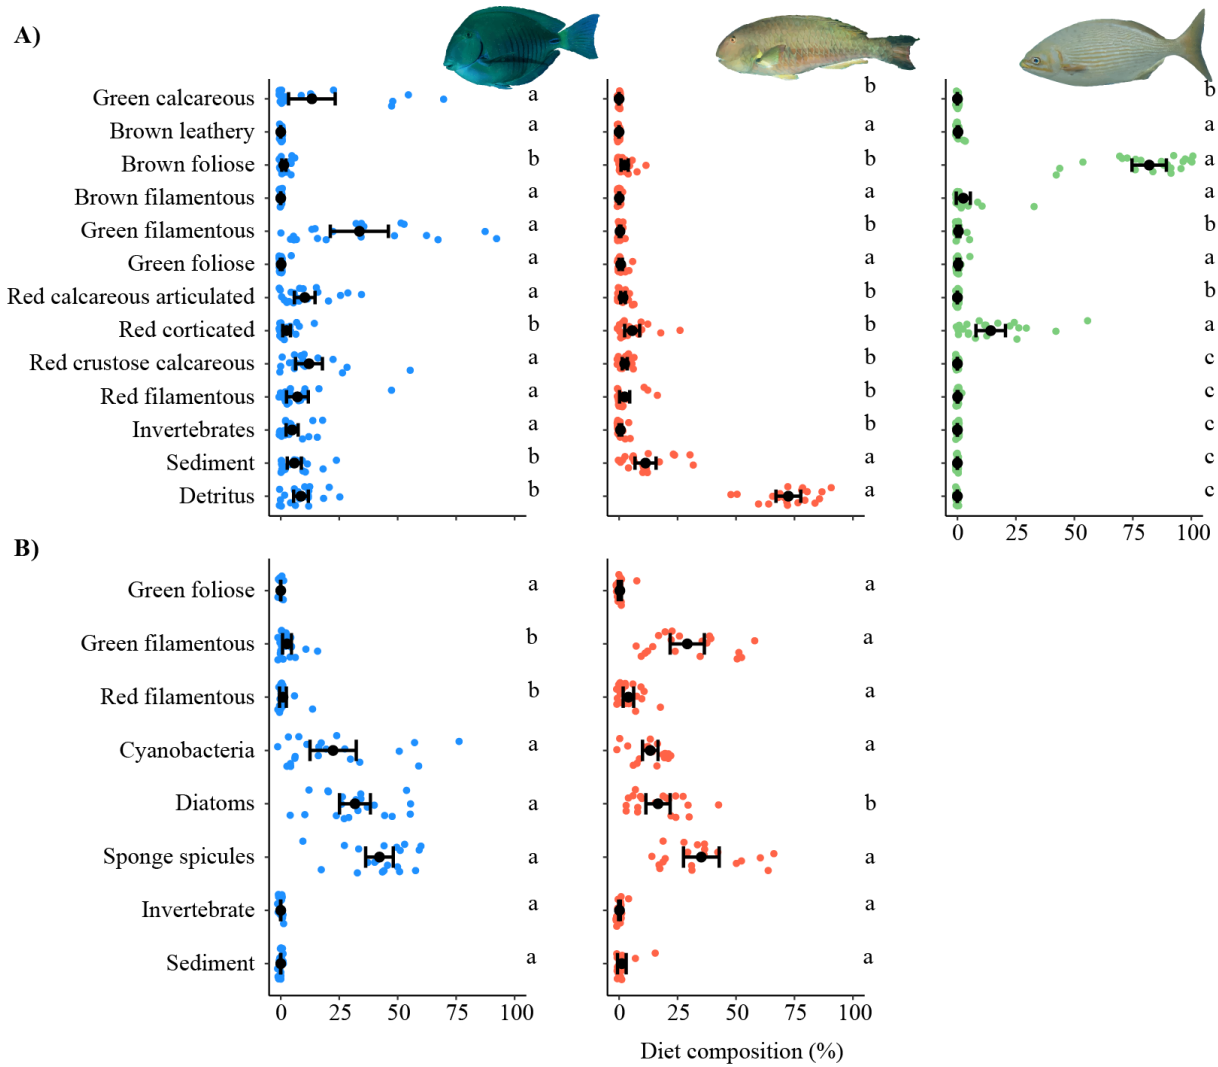 A)
Green calcareous a b b
Brown leathery a a a
Brown foliose b b a
Brown filamentous a a a
Green filamentous a b b
Green foliose a a a
Red calcareous articulated a b b
Red corticated b b a
Red crustose calcareous a b c
Red filamentous a b c
Invertebrates a b c
Sediment b a c
Detritus b a c
0 25 50 75 100
B)
Green foliose a a
Green filamentous b a
Red filamentous b a
Cyanobacteria a a
Diatoms a b
Sponge spicules a a
Invertebrate a a
Sediment a a
0 25 50 75 100 0 25 50 75 100
Diet composition (%)